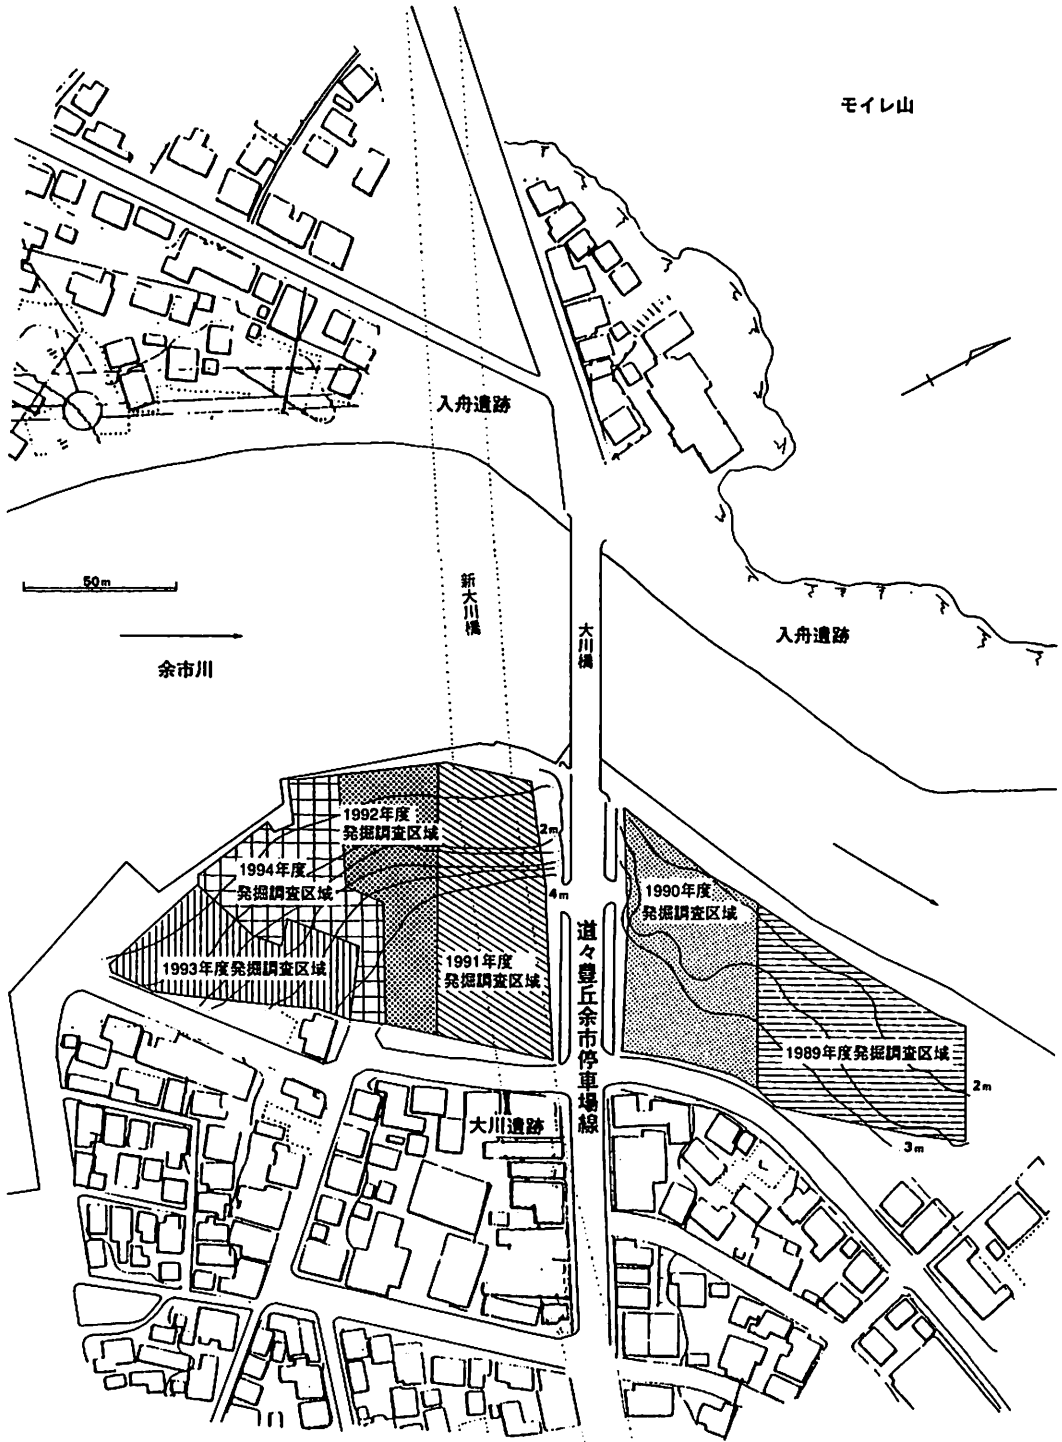 モイレ山
入舟遺跡
50m
新大川橋
大川橋
入舟遺跡
余市川
1992年度
発掘調査区域
2m
1994年度
発掘調査区域
4m
1990年度
発掘調査区域
道々豊丘余市停車場線
1991年度
発掘調査区域
1993年度発掘調査区域
1989年度発掘調査区域
2m
大川遺跡
3m